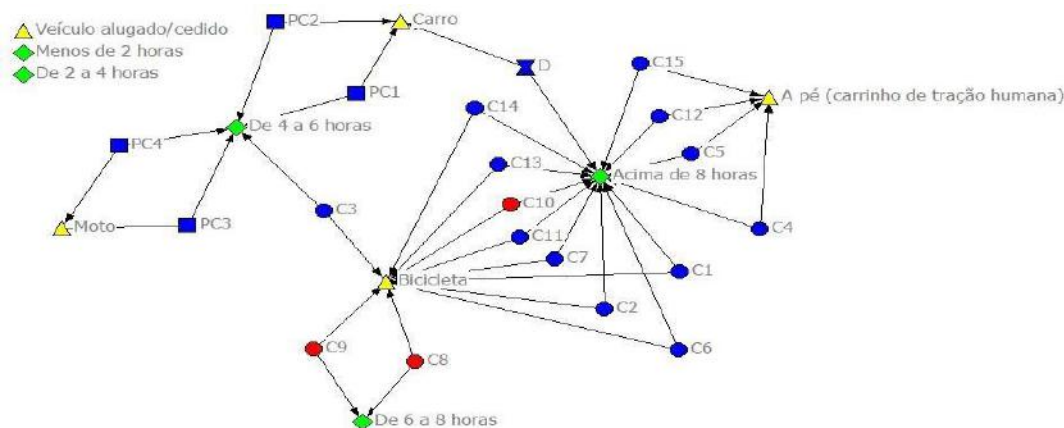 Veículo alugado/cedido
Menos de 2 horas
De 2 a 4 horas
PC2
Carro
D
C15
A pé (carrinho de tração humana)
PC1
C14
C12
De 4 a 6 horas
PC4
C13
C5
Acima de 8 horas
C10
C3
Moto
PC3
C11
C4
C7
C1
Bicicleta
C2
C9
C8
C6
De 6 a 8 horas